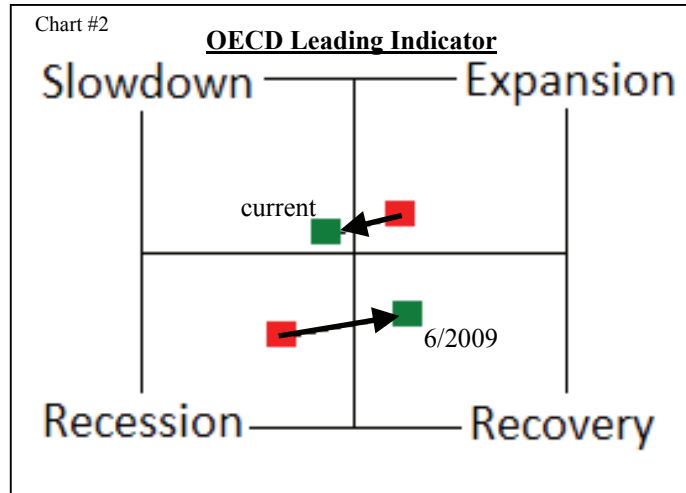 Chart #2
OECD Leading Indicator
Slowdown
Expansion
current
6/2009
Recession
Recovery